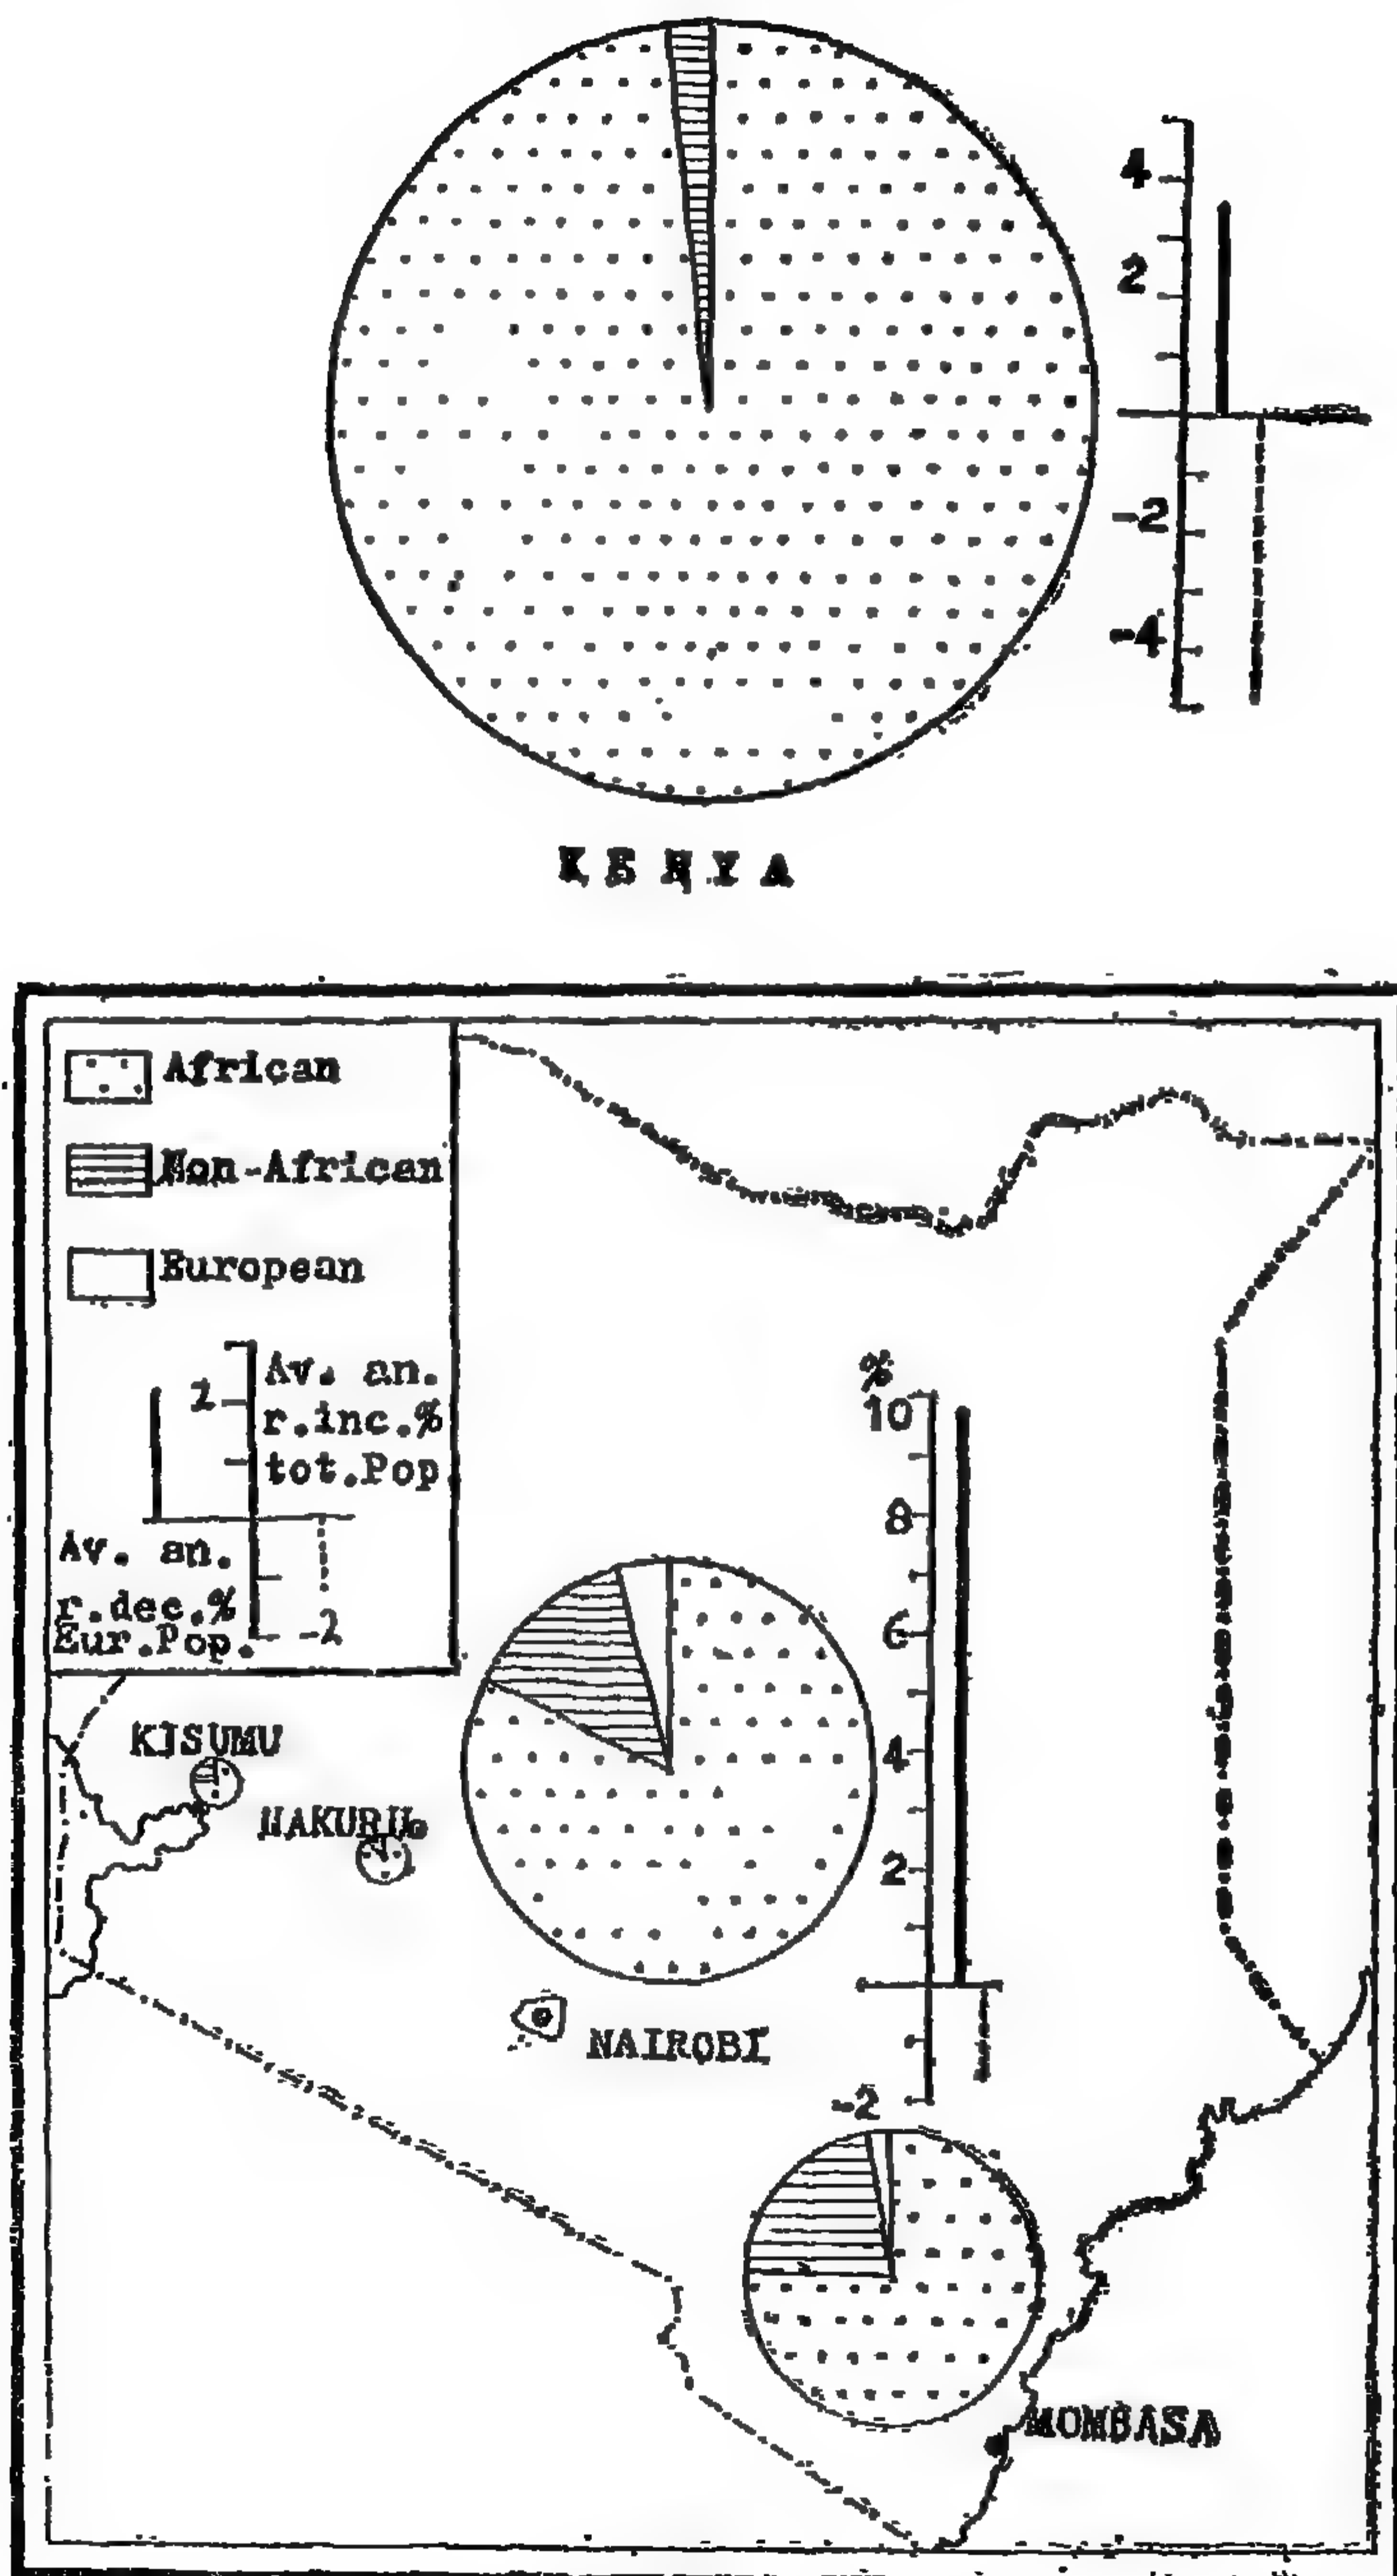 4
2
-2
-4
KENYA
African
Non-African
European
2
Av. an.
r.inc.%
tot.Pop.
Av. an.
r.dec.%
Eur.Pop.
-2
%
10
8
6
4
2
-2
KISUMU
NAKURU
NAIROBI
MOMBASA